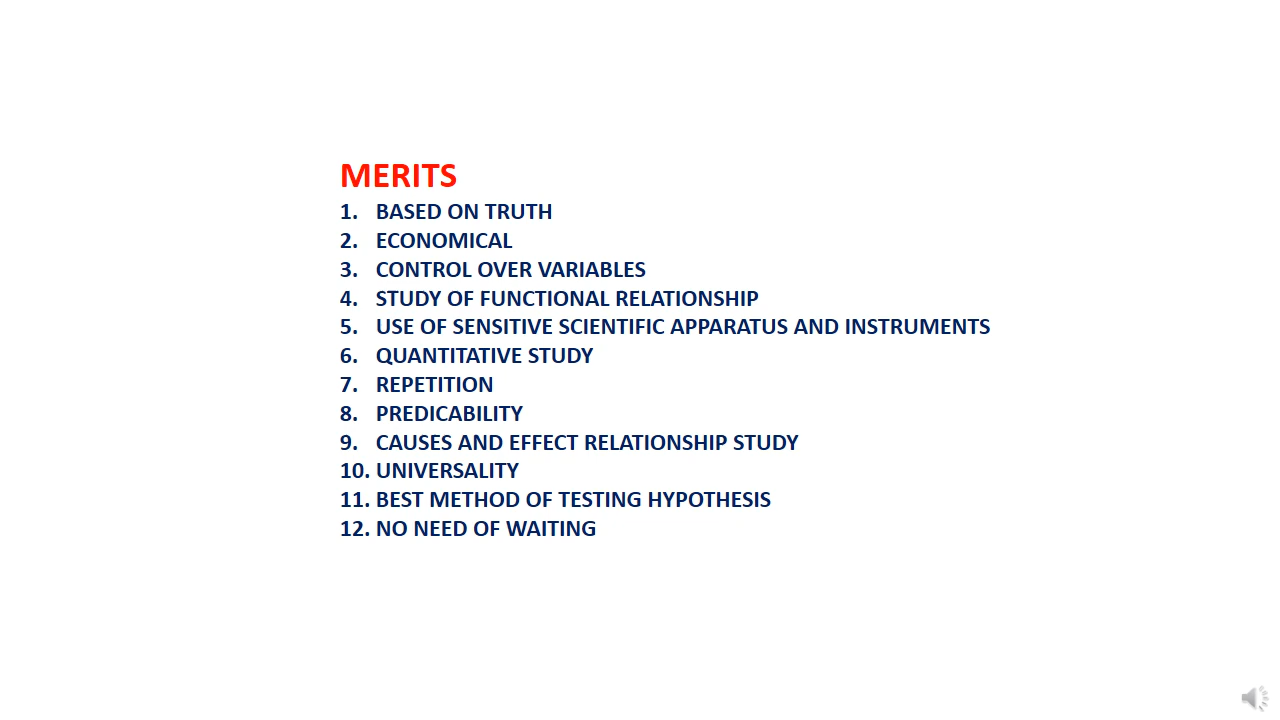 MERITS
1. BASED ON TRUTH
2. ECONOMICAL
3. CONTROL OVER VARIABLES
4. STUDY OF FUNCTIONAL RELATIONSHIP
5. USE OF SENSITIVE SCIENTIFIC APPARATUS AND INSTRUMENTS
6. QUANTITATIVE STUDY
7. REPETITION
8. PREDICABILITY
9. CAUSES AND EFFECT RELATIONSHIP STUDY
10. UNIVERSALITY
11. BEST METHOD OF TESTING HYPOTHESIS
12. NO NEED OF WAITING